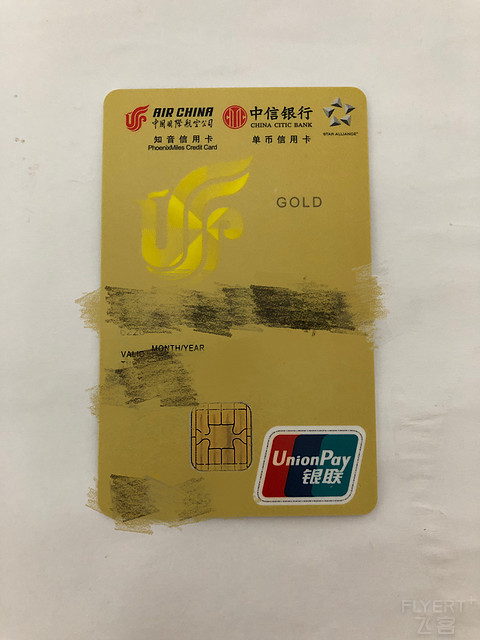 AIR CHINA
中国国際航空公司
中信银行
CHINA CITIC BANK
STAR ALLIANCE
知音信用卡
PhoenixMiles Credit Card
单币信用卡
GOLD
VALID MONTH/YEAR
UnionPay
银联
FLYERT+
飞客